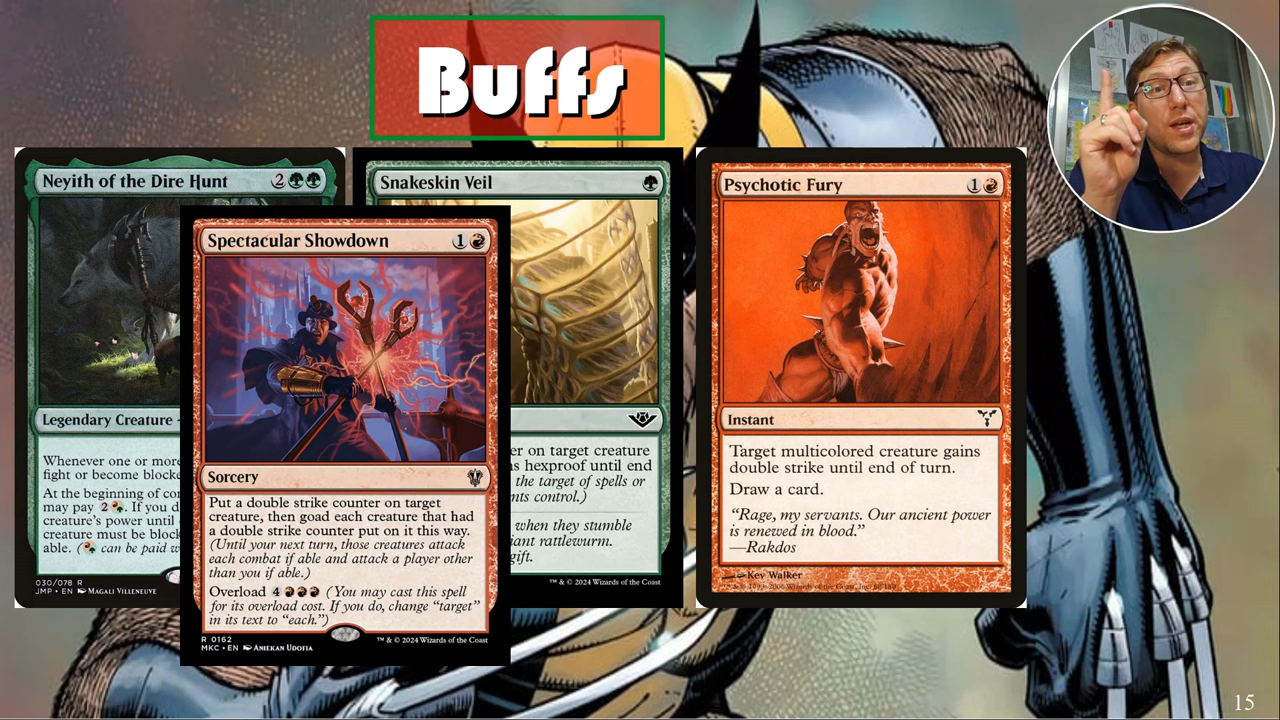 Buffs
Neyith of the Dire Hunt 2
Legendary Creature -
Whenever one or more
fight or become blocke
At the beginning of co
may pay 2 . If you d
creature's power until
creature must be block
able. ( can be paid w
030/078 R
JMP • EN MAGALI VILLENEUVE
Spectacular Showdown 1
Sorcery
Put a double strike counter on target
creature, then goad each creature that had
a double strike counter put on it this way.
(Until your next turn, those creatures attack
each combat if able and attack a player other
than you if able.)
Overload 4 (You may cast this spell
for its overload cost. If you do, change "target"
in its text to "each.")
R 0162
MKC • EN ANIEKAN UDOFIA
™ & © 2024 Wizards of the Coast
Snakeskin Veil
er on target creature
s hexproof until end
the target of spells or
nts control.)
when they stumble
iant rattlewurm.
gift.
™ & © 2024 Wizards of the Coast
Psychotic Fury 1
Instant
Target multicolored creature gains
double strike until end of turn.
Draw a card.
"Rage, my servants. Our ancient power
is renewed in blood."
—Rakdos
Kev Walker
15